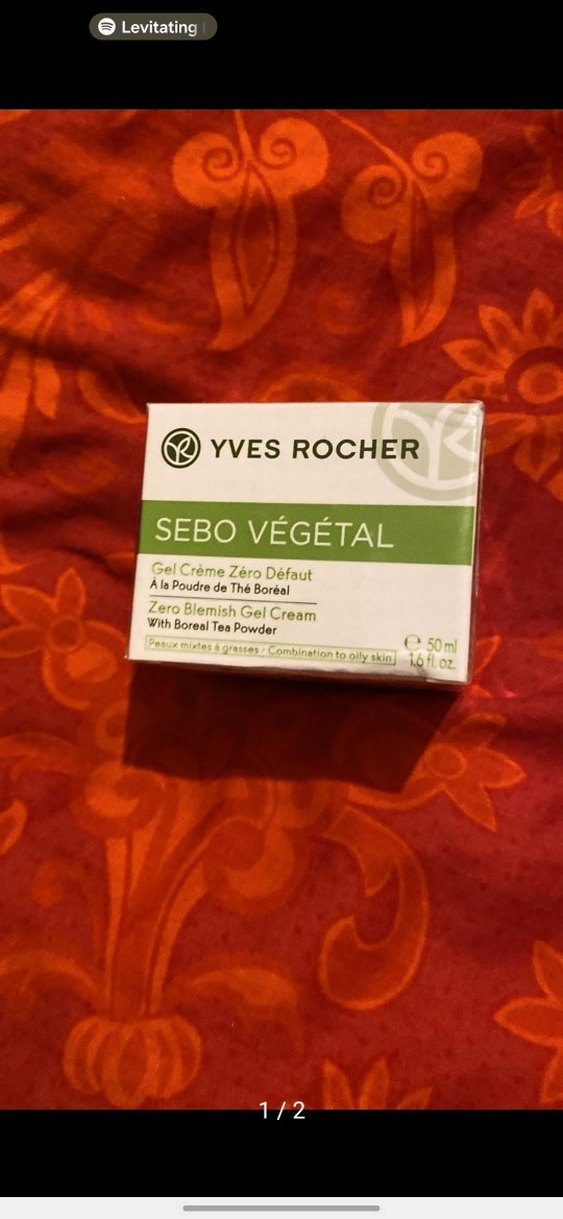 Levitating
YVES ROCHER
SEBO VÉGÉTAL
Gel Crème Zéro Défaut
À la Poudre de Thé Boréal
Zero Blemish Gel Cream
With Boreal Tea Powder
Peaux mixtes à grasses - Combination to oily skin
℮ 50 ml
1.6 fl. oz.
1 / 2